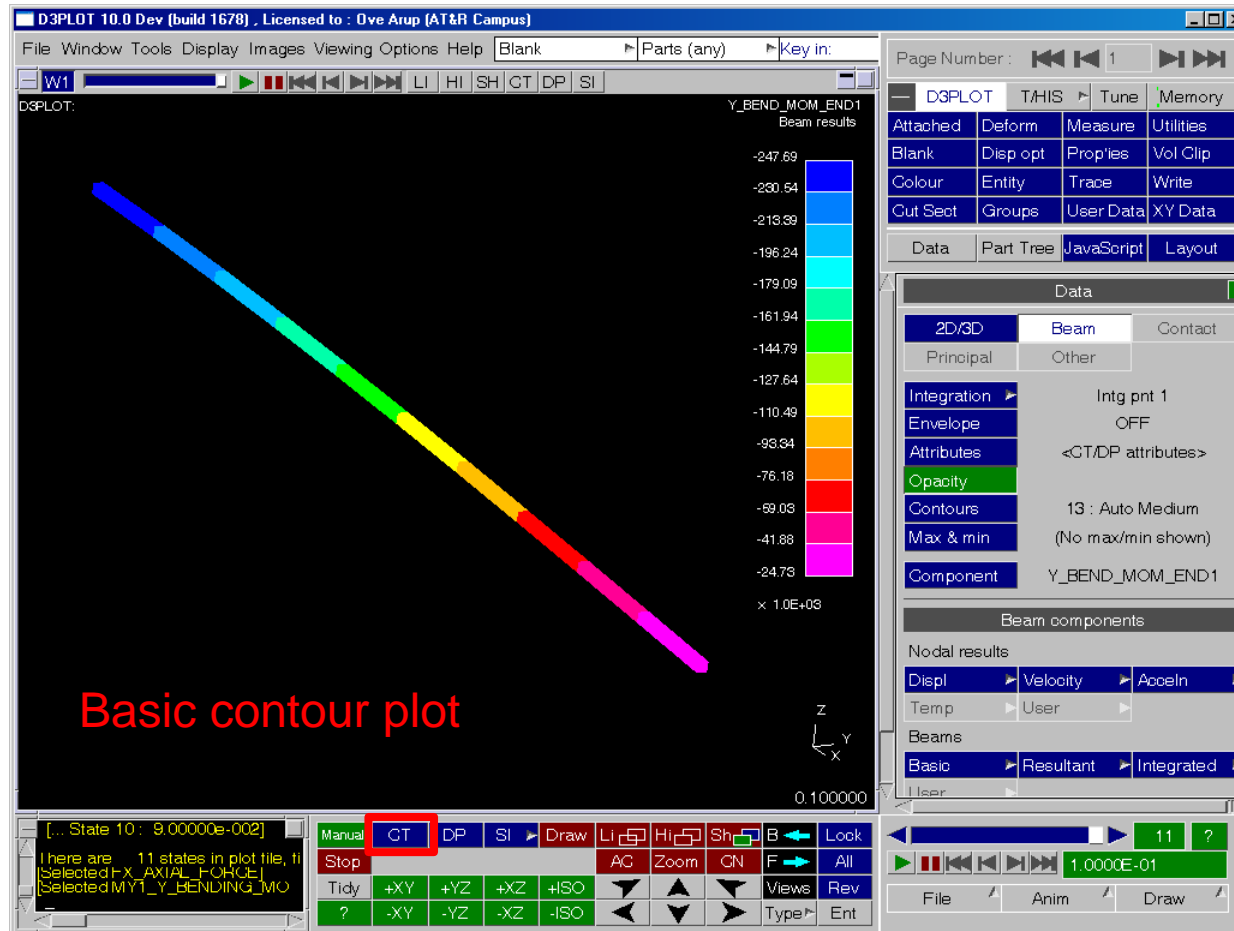 D3PLOT 10.0 Dev (build 1678) , Licensed to : Ove Arup (AT&R Campus)
File Window Tools Display Images Viewing Options Help Blank Parts (any) Key in:
W1 LI HI SH CT DP SI
D3PLOT:
Y_BEND_MOM_END1
Beam results
-247.69
-230.54
-213.39
-196.24
-179.09
-161.94
-144.79
-127.64
-110.49
-93.34
-76.18
-59.03
-41.88
-24.73
× 1.0E+03
Basic contour plot
Z
Y
X
0.100000
Page Number : 1
D3PLOT T/HIS Tune Memory
Attached Deform Measure Utilities
Blank Disp opt Prop'ies Vol Clip
Colour Entity Trace Write
Cut Sect Groups User Data XY Data
Data Part Tree JavaScript Layout
Data
2D/3D Beam Contact
Principal Other
Integration Intg pnt 1
Envelope OFF
Attributes <CT/DP attributes>
Opacity
Contours 13 : Auto Medium
Max & min (No max/min shown)
Component Y_BEND_MOM_END1
Beam components
Nodal results
Displ Velocity Acceln
Temp User
Beams
Basic Resultant Integrated
User
[... State 10 : 9.00000e-002]
There are 11 states in plot file, ti
[Selected FX_AXIAL_FORCE]
[Selected MY1_Y_BENDING_MO
Manual CT DP SI Draw Li Hi Sh B Lock
Stop AC Zoom CN F All
Tidy +XY +YZ +XZ +ISO Views Rev
? -XY -YZ -XZ -ISO Type Ent
11 ?
1.0000E-01
File Anim Draw